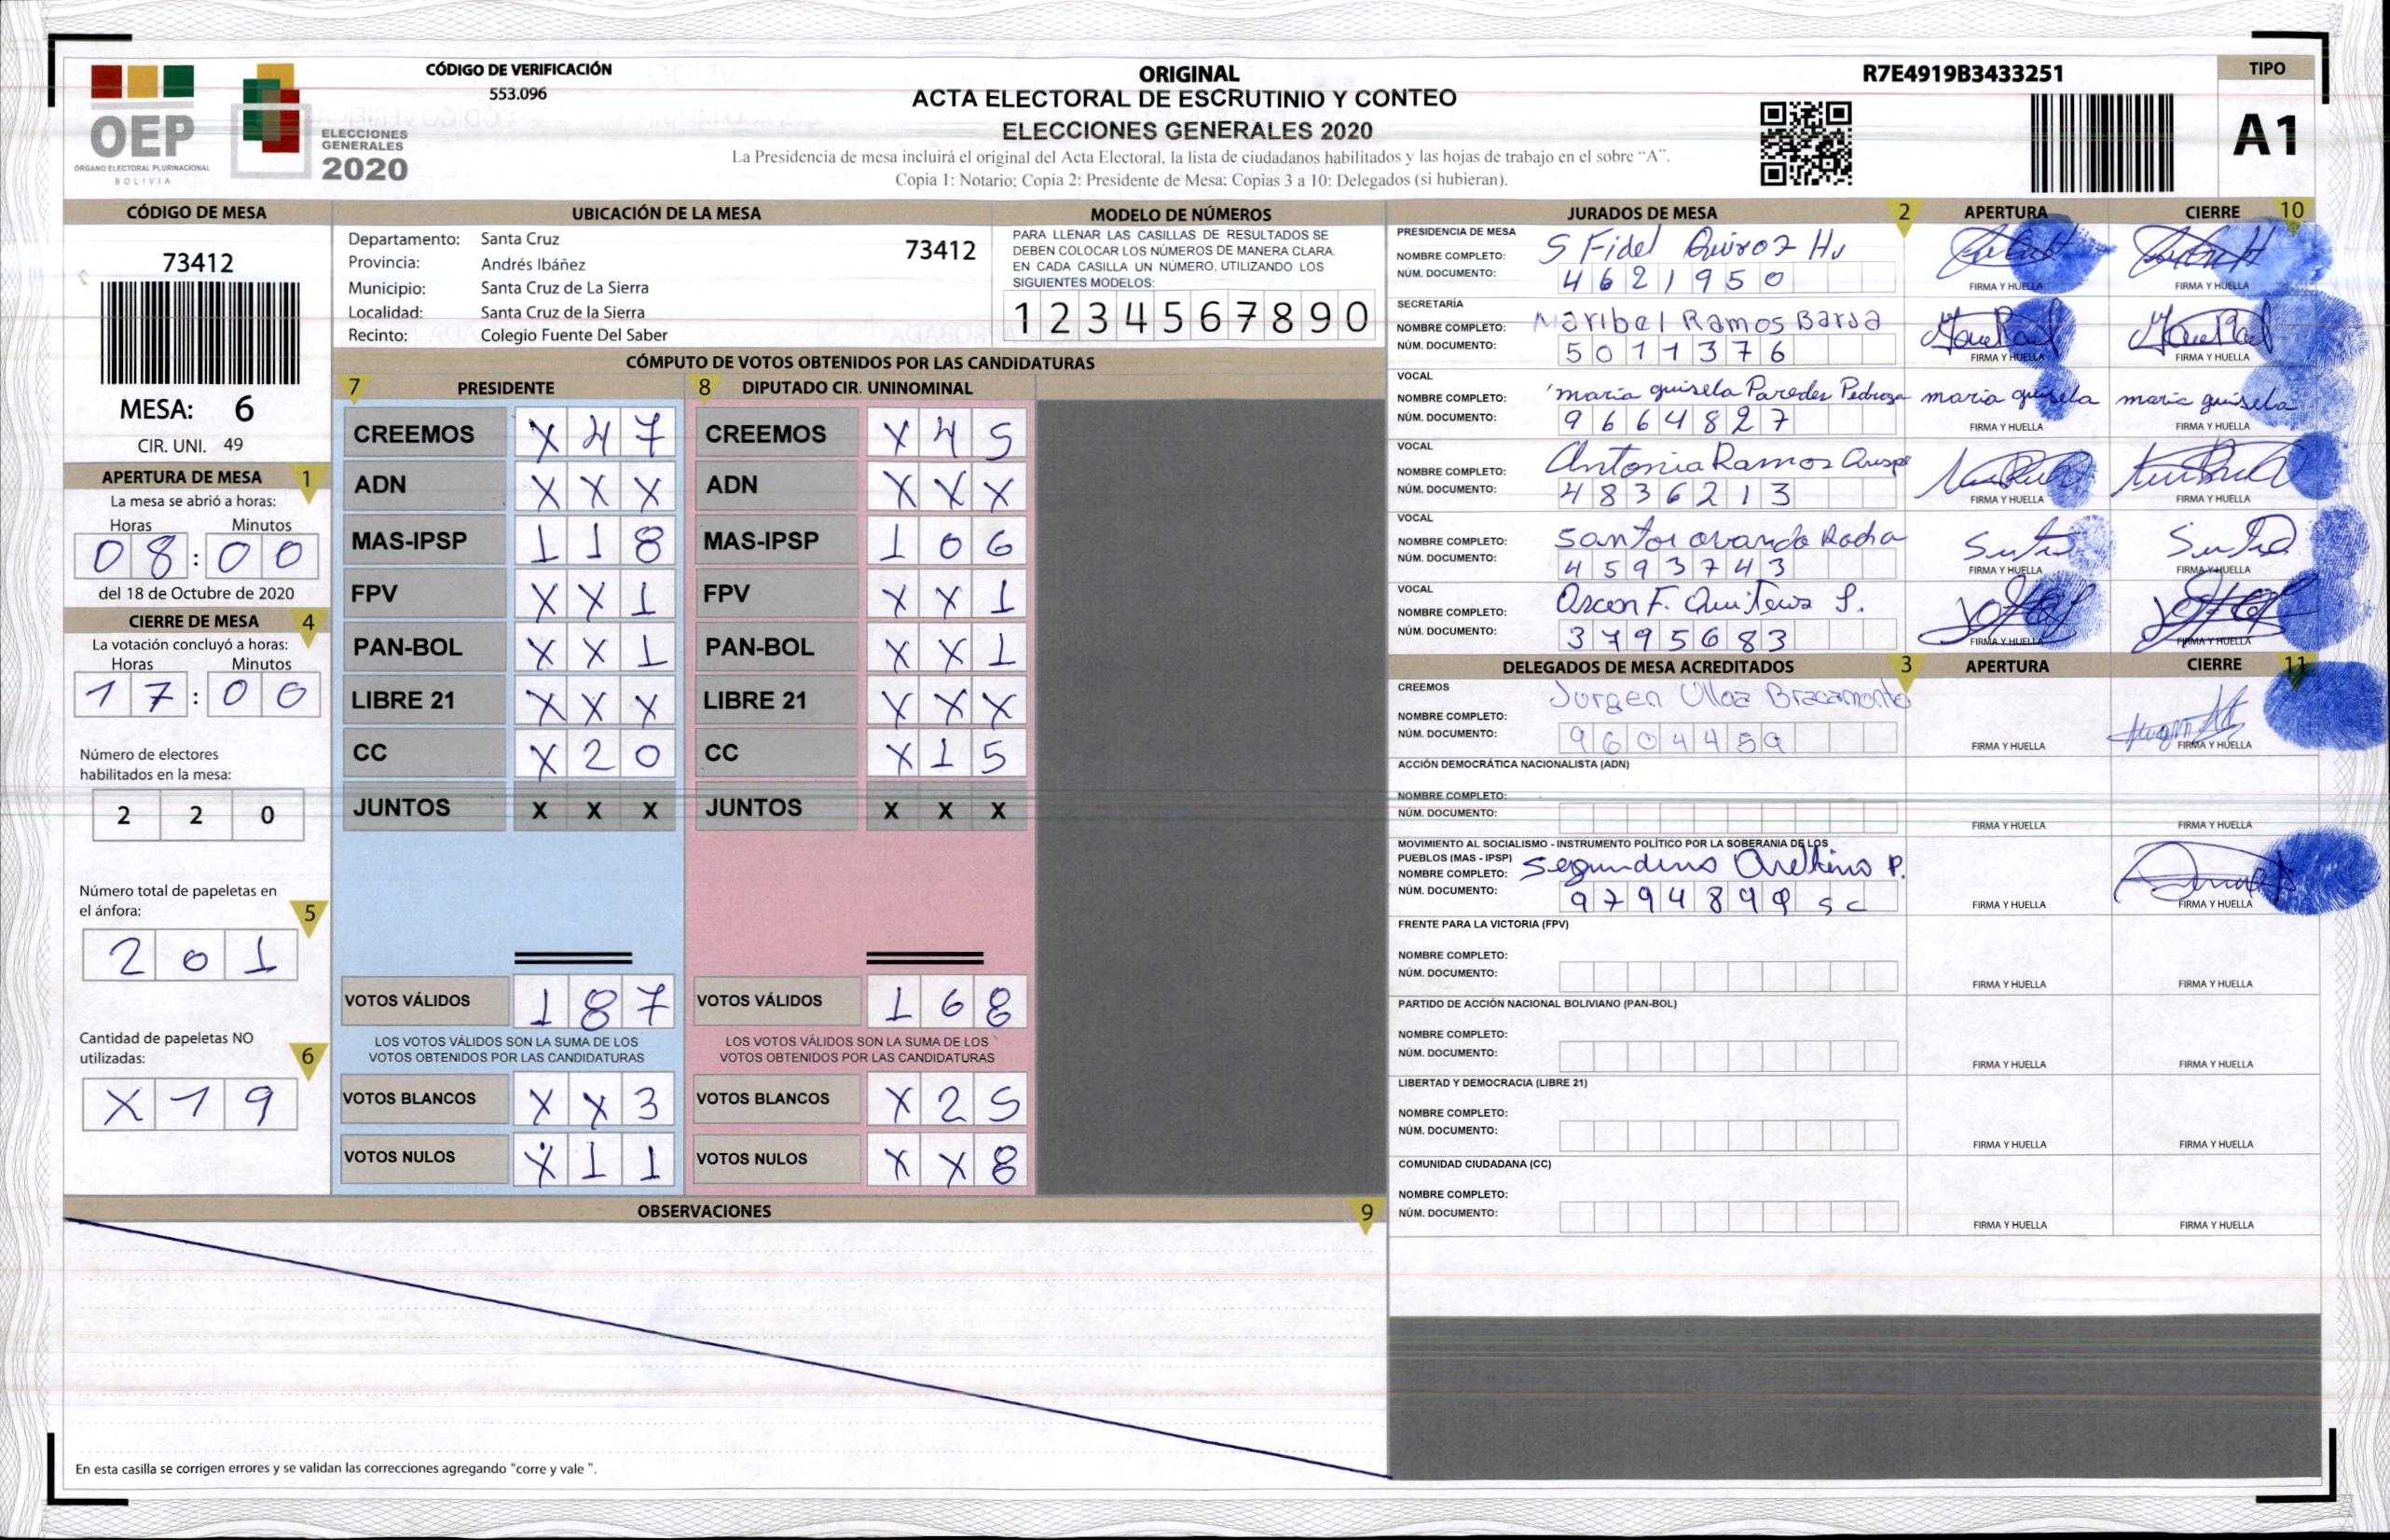 OEP
ÓRGANO ELECTORAL PLURINACIONAL
BOLIVIA
ELECCIONES
GENERALES
2020
CÓDIGO DE VERIFICACIÓN
553.096
ORIGINAL
ACTA ELECTORAL DE ESCRUTINIO Y CONTEO
ELECCIONES GENERALES 2020
La Presidencia de mesa incluirá el original del Acta Electoral, la lista de ciudadanos habilitados y las hojas de trabajo en el sobre “A”.
Copia 1: Notario; Copia 2: Presidente de Mesa; Copias 3 a 10: Delegados (si hubieran).
R7E4919B3433251
TIPO
A1
CÓDIGO DE MESA
73412
MESA: 6
CIR. UNI. 49
APERTURA DE MESA 1
La mesa se abrió a horas:
Horas Minutos
08:00
del 18 de Octubre de 2020
CIERRE DE MESA 4
La votación concluyó a horas:
Horas Minutos
17:00
Número de electores
habilitados en la mesa:
2 2 0
Número total de papeletas en
el ánfora: 5
2 0 1
Cantidad de papeletas NO
utilizadas: 6
X 1 9
UBICACIÓN DE LA MESA
Departamento: Santa Cruz 73412
Provincia: Andrés Ibáñez
Municipio: Santa Cruz de La Sierra
Localidad: Santa Cruz de la Sierra
Recinto: Colegio Fuente Del Saber
MODELO DE NÚMEROS
PARA LLENAR LAS CASILLAS DE RESULTADOS SE
DEBEN COLOCAR LOS NÚMEROS DE MANERA CLARA.
EN CADA CASILLA UN NÚMERO, UTILIZANDO LOS
SIGUIENTES MODELOS:
1 2 3 4 5 6 7 8 9 0
CÓMPUTO DE VOTOS OBTENIDOS POR LAS CANDIDATURAS
7 PRESIDENTE 8 DIPUTADO CIR. UNINOMINAL
CREEMOS X 4 7 CREEMOS X 4 5
ADN X X X ADN X X X
MAS-IPSP 1 1 8 MAS-IPSP 1 0 6
FPV X X 1 FPV X X 1
PAN-BOL X X 1 PAN-BOL X X 1
LIBRE 21 X X X LIBRE 21 X X X
CC X 2 0 CC X 1 5
JUNTOS X X X JUNTOS X X X
VOTOS VÁLIDOS 1 8 7 VOTOS VÁLIDOS 1 6 8
LOS VOTOS VÁLIDOS SON LA SUMA DE LOS LOS VOTOS VÁLIDOS SON LA SUMA DE LOS
VOTOS OBTENIDOS POR LAS CANDIDATURAS VOTOS OBTENIDOS POR LAS CANDIDATURAS
VOTOS BLANCOS X X 3 VOTOS BLANCOS X 2 5
VOTOS NULOS X 1 1 VOTOS NULOS X X 8
OBSERVACIONES 9
En esta casilla se corrigen errores y se validan las correcciones agregando "corre y vale ".
JURADOS DE MESA 2 APERTURA CIERRE 10
PRESIDENCIA DE MESA
NOMBRE COMPLETO: S Fidel Quiroz Hu
NÚM. DOCUMENTO: 4621950
FIRMA Y HUELLA FIRMA Y HUELLA
SECRETARÍA
NOMBRE COMPLETO: Maribel Ramos Barja
NÚM. DOCUMENTO: 5011376
FIRMA Y HUELLA FIRMA Y HUELLA
VOCAL
NOMBRE COMPLETO: maria guisela Paredes Pedroza maria guisela maria guisela
NÚM. DOCUMENTO: 9664827
FIRMA Y HUELLA FIRMA Y HUELLA
VOCAL
NOMBRE COMPLETO: Antonia Ramos
NÚM. DOCUMENTO: 4836213
FIRMA Y HUELLA FIRMA Y HUELLA
VOCAL
NOMBRE COMPLETO: Santos ovando Rocha
NÚM. DOCUMENTO: 4593743
FIRMA Y HUELLA FIRMA Y HUELLA
VOCAL
NOMBRE COMPLETO: F. S.
NÚM. DOCUMENTO: 3795683
FIRMA Y HUELLA FIRMA Y HUELLA
DELEGADOS DE MESA ACREDITADOS 3 APERTURA CIERRE 11
CREEMOS
NOMBRE COMPLETO: Jorgen Ulloa Bracamonte
NÚM. DOCUMENTO: 9604459
FIRMA Y HUELLA FIRMA Y HUELLA
ACCIÓN DEMOCRÁTICA NACIONALISTA (ADN)
NOMBRE COMPLETO:
NÚM. DOCUMENTO:
FIRMA Y HUELLA FIRMA Y HUELLA
MOVIMIENTO AL SOCIALISMO - INSTRUMENTO POLÍTICO POR LA SOBERANIA DE LOS
PUEBLOS (MAS - IPSP)
NOMBRE COMPLETO: Segundino P.
NÚM. DOCUMENTO: 979489 sc
FIRMA Y HUELLA FIRMA Y HUELLA
FRENTE PARA LA VICTORIA (FPV)
NOMBRE COMPLETO:
NÚM. DOCUMENTO:
FIRMA Y HUELLA FIRMA Y HUELLA
PARTIDO DE ACCIÓN NACIONAL BOLIVIANO (PAN-BOL)
NOMBRE COMPLETO:
NÚM. DOCUMENTO:
FIRMA Y HUELLA FIRMA Y HUELLA
LIBERTAD Y DEMOCRACIA (LIBRE 21)
NOMBRE COMPLETO:
NÚM. DOCUMENTO:
FIRMA Y HUELLA FIRMA Y HUELLA
COMUNIDAD CIUDADANA (CC)
NOMBRE COMPLETO:
NÚM. DOCUMENTO:
FIRMA Y HUELLA FIRMA Y HUELLA